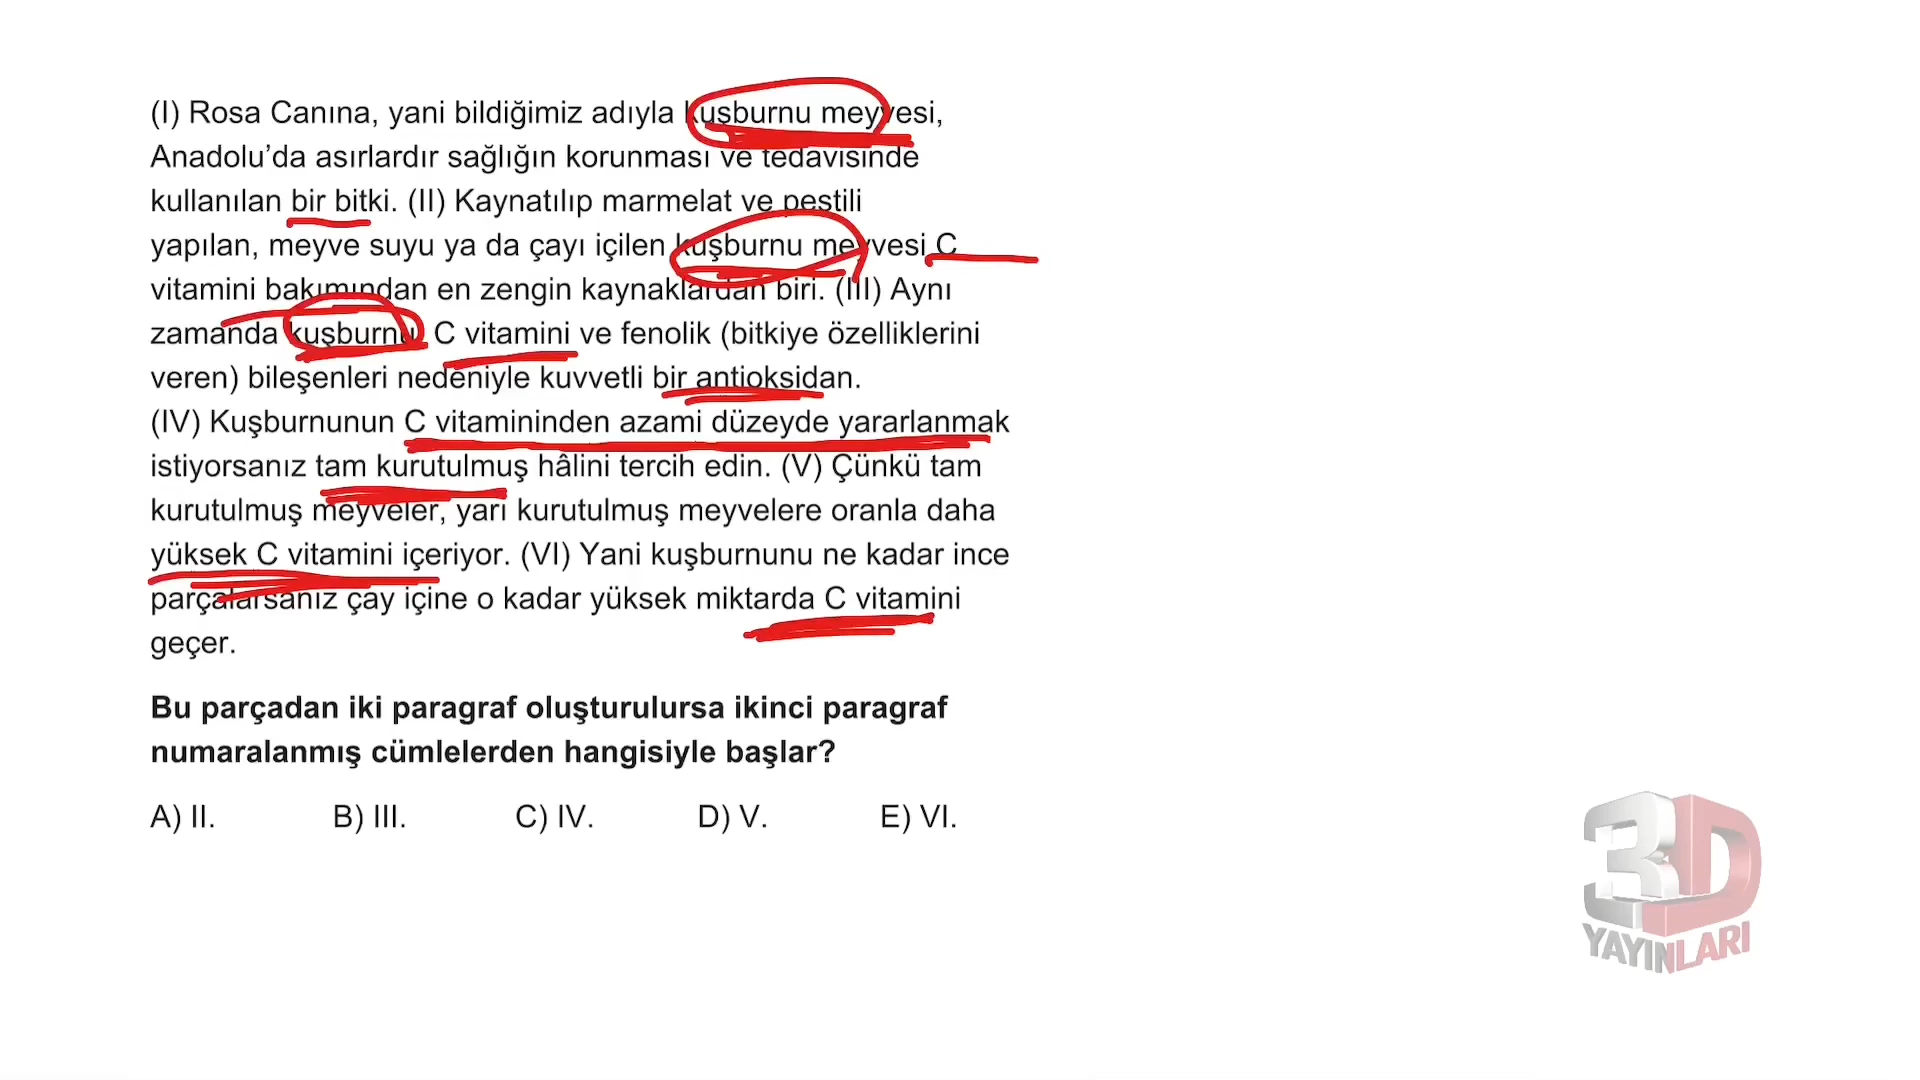 (I) Rosa Canına, yani bildiğimiz adıyla kuşburnu meyvesi,
Anadolu’da asırlardır sağlığın korunması ve tedavisinde
kullanılan bir bitki. (II) Kaynatılıp marmelat ve pestili
yapılan, meyve suyu ya da çayı içilen kuşburnu meyvesi C
vitamini bakımından en zengin kaynaklardan biri. (III) Aynı
zamanda kuşburnu C vitamini ve fenolik (bitkiye özelliklerini
veren) bileşenleri nedeniyle kuvvetli bir antioksidan.
(IV) Kuşburnunun C vitamininden azami düzeyde yararlanmak
istiyorsanız tam kurutulmuş hâlini tercih edin. (V) Çünkü tam
kurutulmuş meyveler, yarı kurutulmuş meyvelere oranla daha
yüksek C vitamini içeriyor. (VI) Yani kuşburnunu ne kadar ince
parçalarsanız çay içine o kadar yüksek miktarda C vitamini
geçer.
Bu parçadan iki paragraf oluşturulursa ikinci paragraf
numaralanmış cümlelerden hangisiyle başlar?
A) II. B) III. C) IV. D) V. E) VI.
3D
YAYINLARI